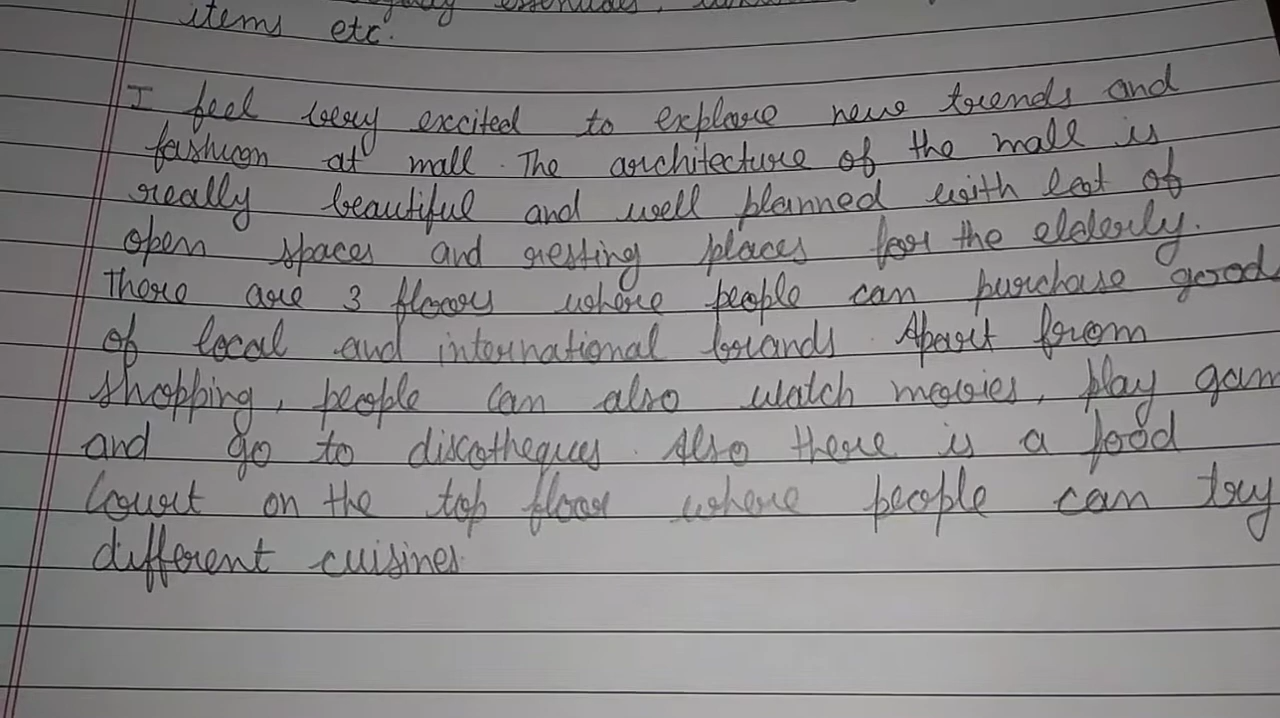 essentials,
items etc.
I feel very excited to explore new trends and
fashion at mall. The architecture of the mall is
really beautiful and well planned with lot of
open spaces and resting places for the elderly.
There are 3 floors where people can purchase good
of local and international brands. Apart from
shopping, people can also watch movies, play gam
and go to discotheques. Also there is a food
court on the top floor where people can try
different cuisines.